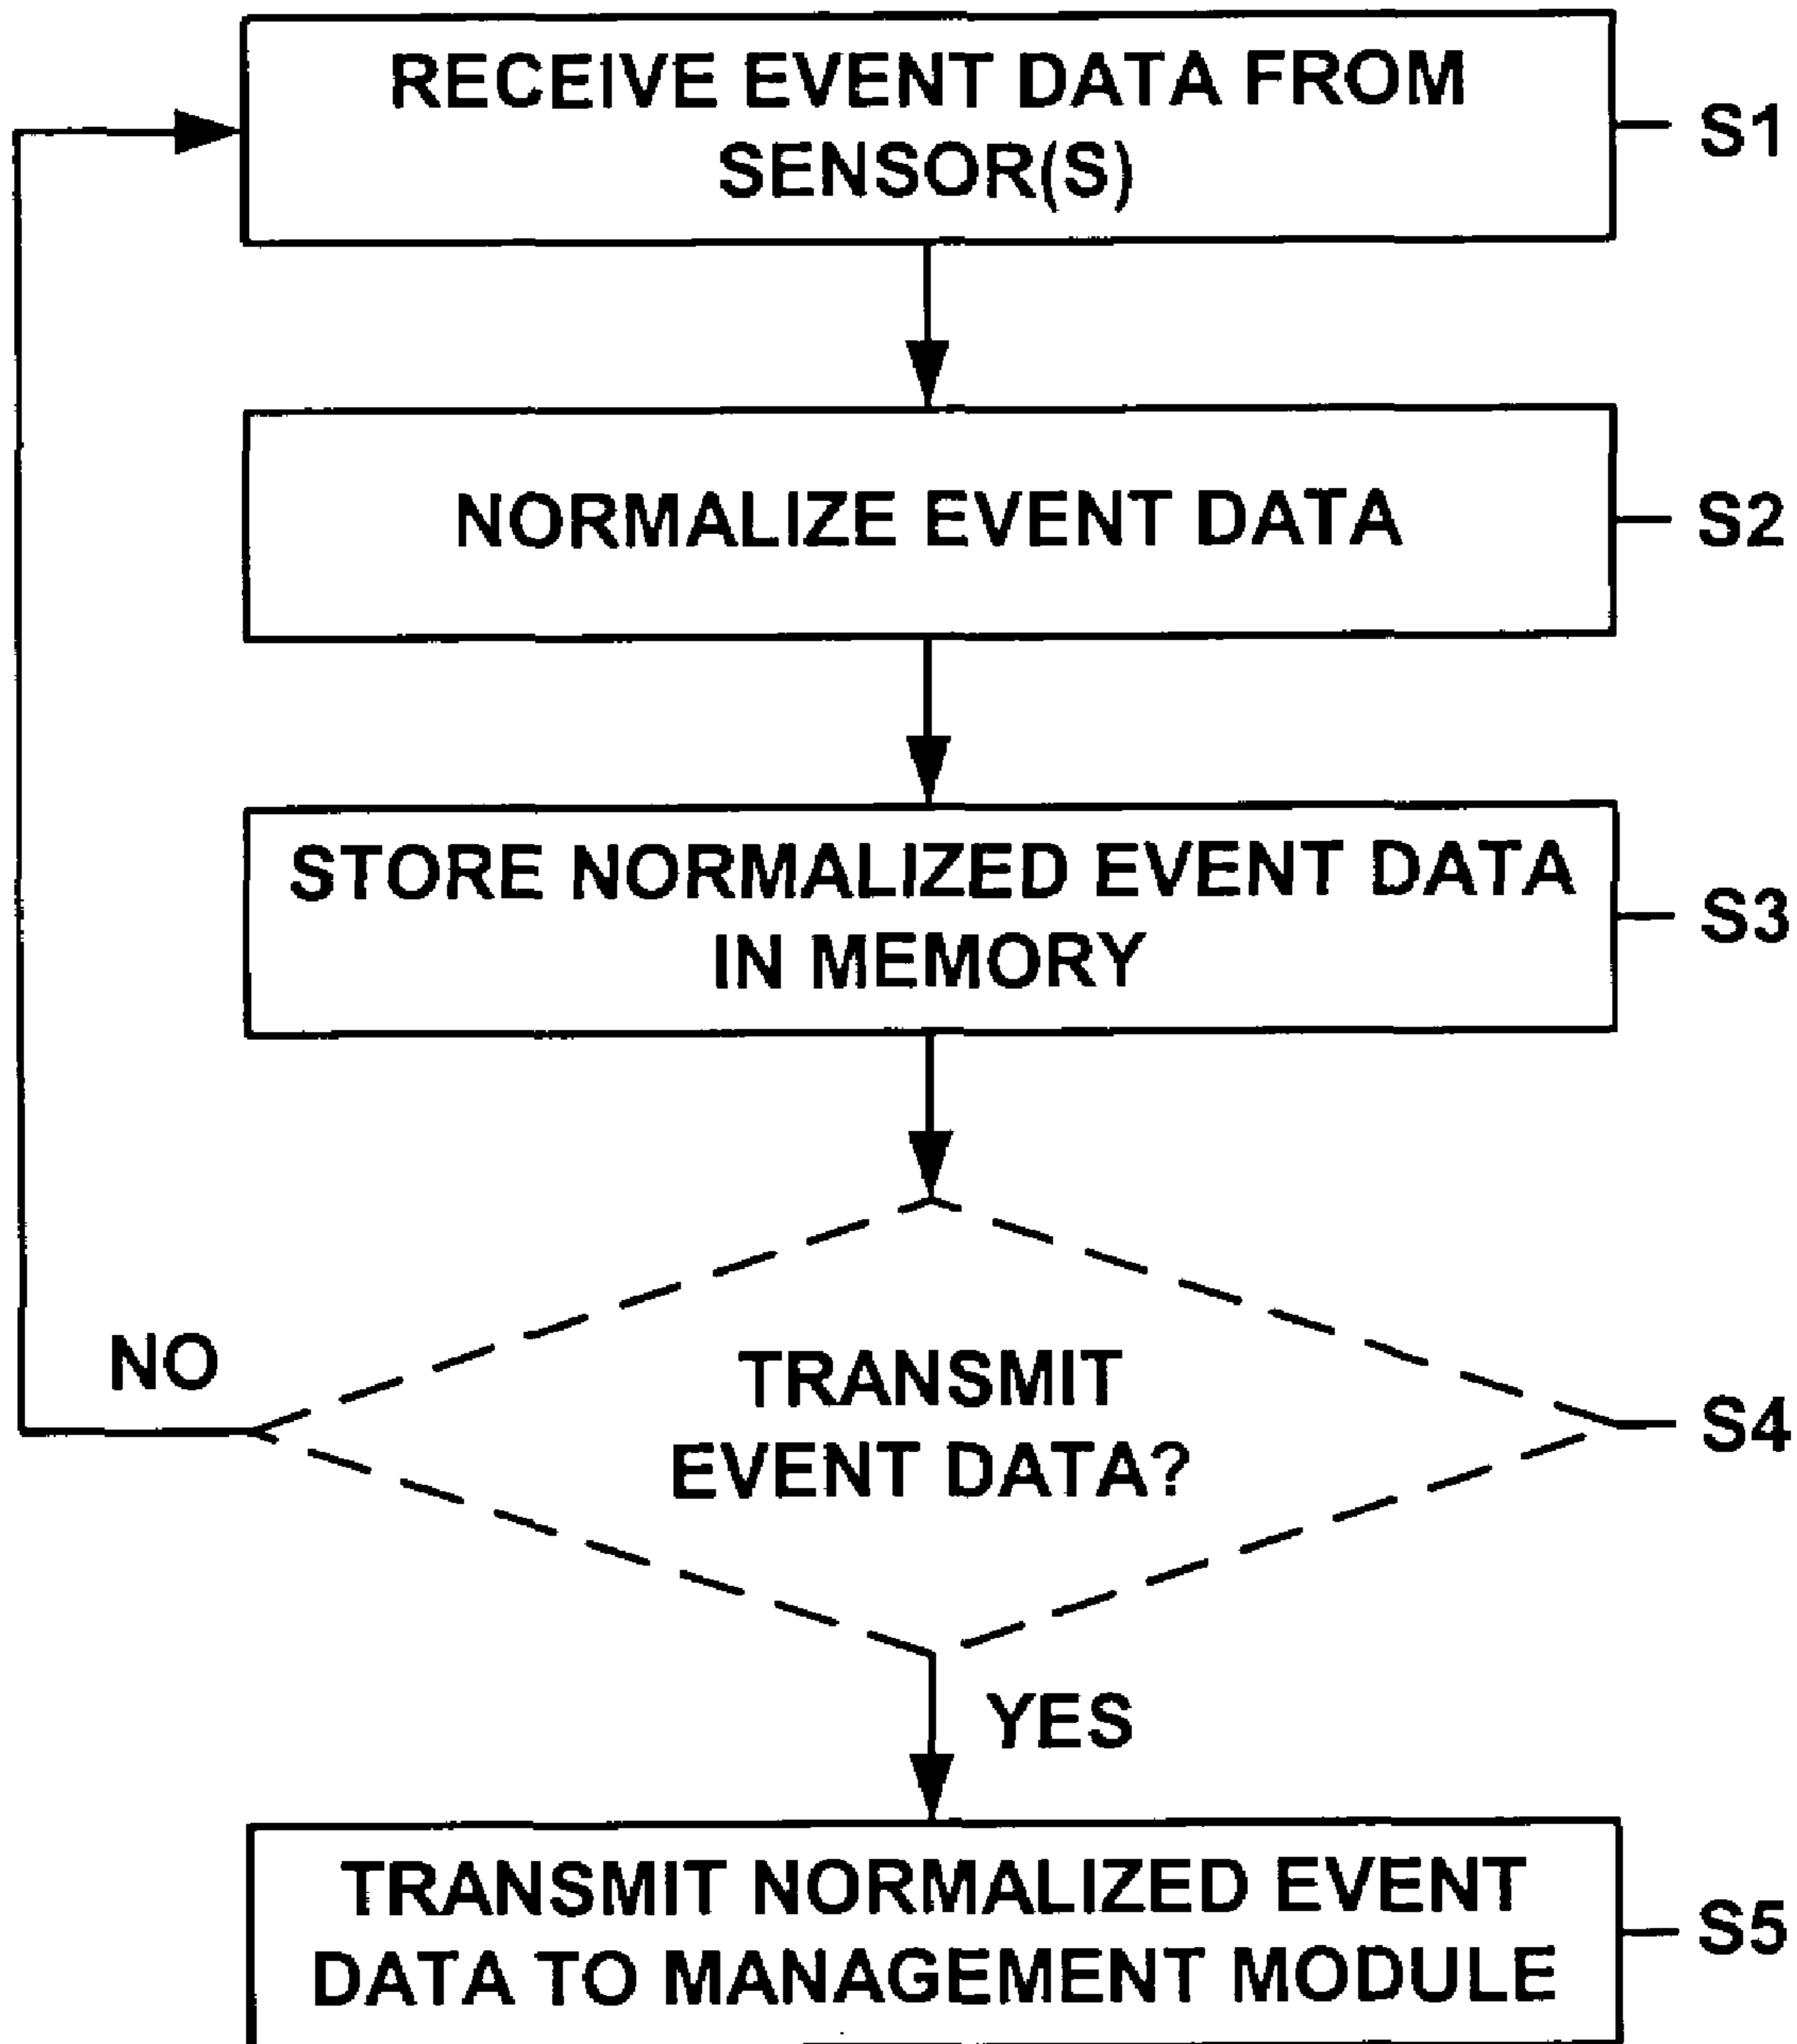 RECEIVE EVENT DATA FROM
SENSOR(S)
S1
NORMALIZE EVENT DATA
S2
STORE NORMALIZED EVENT DATA
IN MEMORY
S3
NO
TRANSMIT
EVENT DATA?
S4
YES
TRANSMIT NORMALIZED EVENT
DATA TO MANAGEMENT MODULE
S5